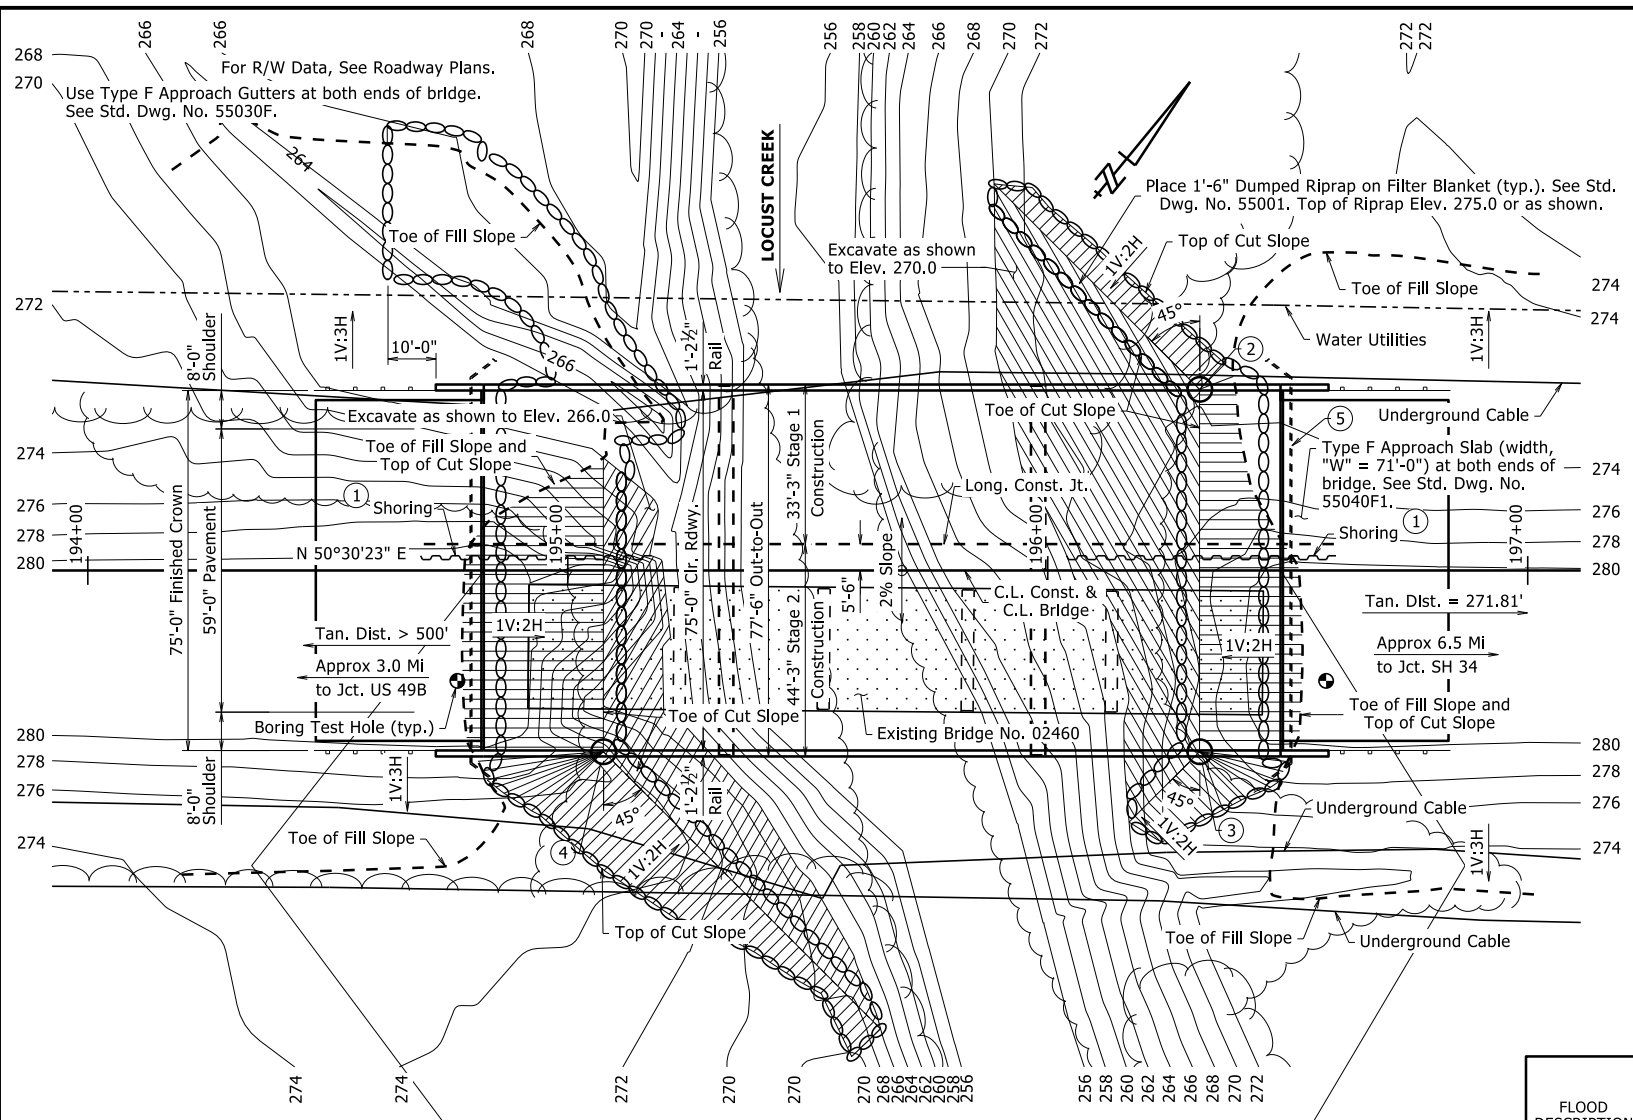 266
266
268
270
270
-
264
-
256
256
258
260
262
264
266
268
270
272
272
272
268
270
For R/W Data, See Roadway Plans.
Use Type F Approach Gutters at both ends of bridge.
See Std. Dwg. No. 55030F.
264
LOCUST CREEK
N
Place 1'-6" Dumped Riprap on Filter Blanket (typ.). See Std.
Dwg. No. 55001. Top of Riprap Elev. 275.0 or as shown.
Toe of Fill Slope
Excavate as shown
to Elev. 270.0
1V:2H
Top of Cut Slope
Toe of Fill Slope
274
274
272
8'-0"
Shoulder
1V:3H
10'-0"
266
1'-2½"
Rail
45°
2
Water Utilities
1V:3H
Excavate as shown to Elev. 266.0
Toe of Cut Slope
5
Underground Cable
Toe of Fill Slope and
Top of Cut Slope
Type F Approach Slab (width,
"W" = 71'-0") at both ends of
bridge. See Std. Dwg. No.
55040F1.
274
276
278
280
274
276
278
280
1
Shoring
33'-3" Stage 1
Construction
Long. Const. Jt.
Shoring
1
194+00
N 50°30'23" E
195+00
196+00
197+00
75'-0" Finished Crown
59'-0" Pavement
75'-0" Clr. Rdwy.
77'-6" Out-to-Out
5'-6"
2% Slope
C.L. Const. &
C.L. Bridge
Tan. Dist. > 500'
1V:2H
1V:2H
Tan. Dist. = 271.81'
Approx 3.0 Mi
to Jct. US 49B
Approx 6.5 Mi
to Jct. SH 34
44'-3" Stage 2
Construction
Boring Test Hole (typ.)
Toe of Cut Slope
Existing Bridge No. 02460
Toe of Fill Slope and
Top of Cut Slope
280
278
276
274
280
278
276
274
8'-0"
Shoulder
1V:3H
1'-2½"
Rail
45°
45°
Underground Cable
Toe of Fill Slope
4
1V:2H
1V:2H
3
1V:3H
Top of Cut Slope
Toe of Fill Slope
Underground Cable
274
274
272
270
270
270
268
266
264
262
260
258
256
256
258
260
262
264
266
268
270
272
FLOOD
DESCRIPTION